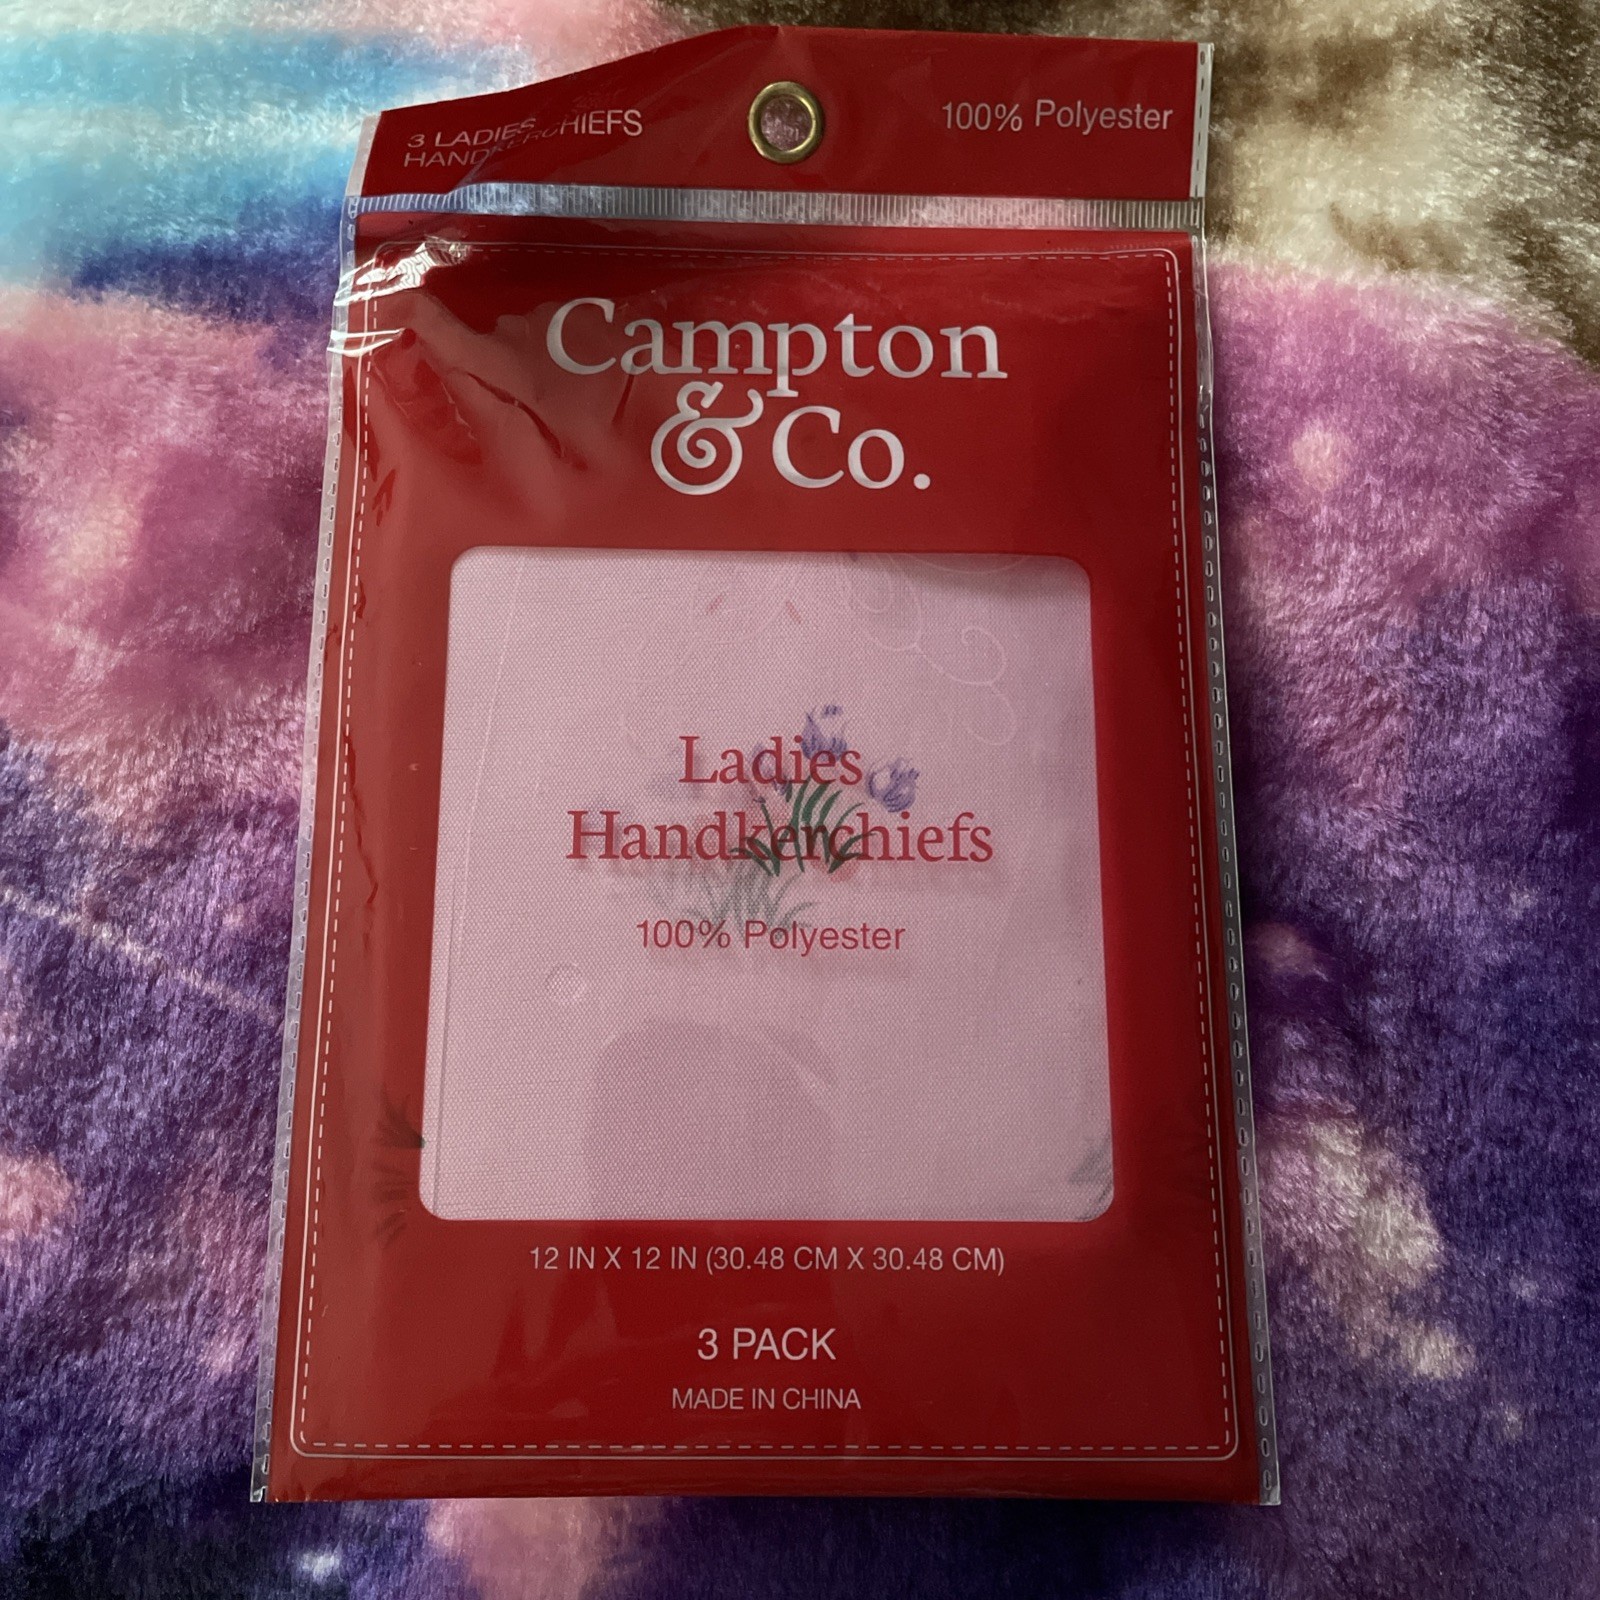 3 LADIES
HANDKERCHIEFS
100% Polyester
Campton
& Co.
Ladies
Handkerchiefs
100% Polyester
12 IN X 12 IN (30.48 CM X 30.48 CM)
3 PACK
MADE IN CHINA